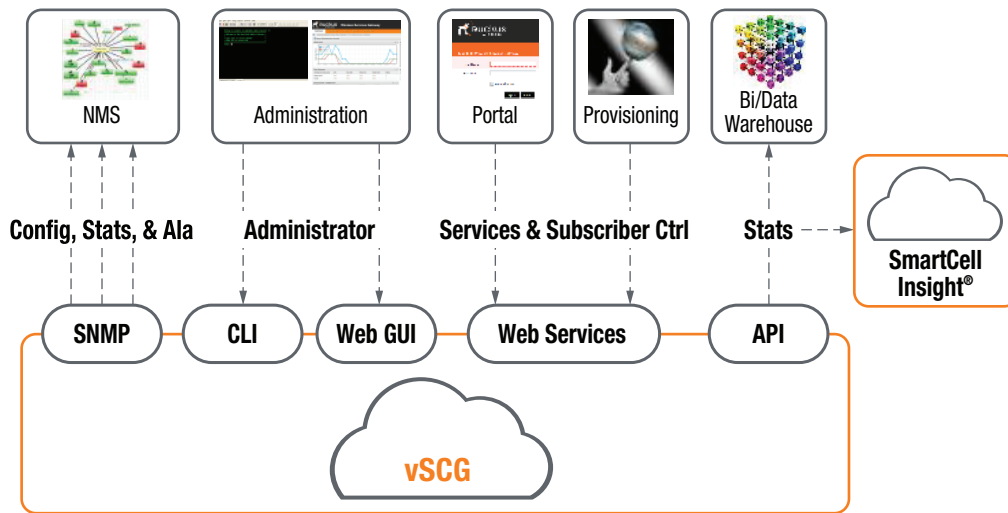 NMS
Administration
Portal
Provisioning
Bi/Data
Warehouse
Config, Stats, & Ala
Administrator
Services & Subscriber Ctrl
Stats
SmartCell
Insight®
SNMP
CLI
Web GUI
Web Services
API
vSCG